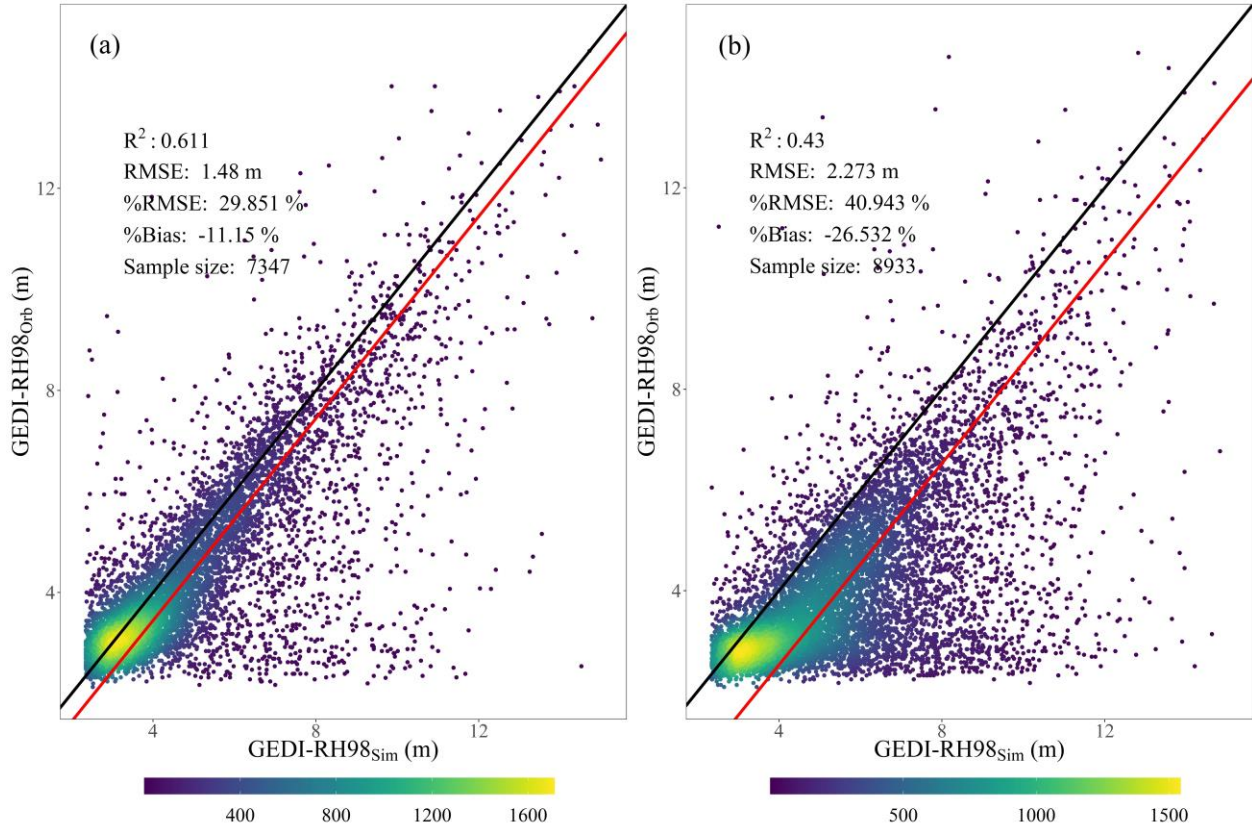 (a)
R² : 0.611
RMSE: 1.48 m
%RMSE: 29.851 %
%Bias: -11.15 %
Sample size: 7347
GEDI-RH98Orb (m)
12
8
4
4 8 12
GEDI-RH98Sim (m)
400 800 1200 1600
(b)
R² : 0.43
RMSE: 2.273 m
%RMSE: 40.943 %
%Bias: -26.532 %
Sample size: 8933
GEDI-RH98Orb (m)
12
8
4
4 8 12
GEDI-RH98Sim (m)
500 1000 1500